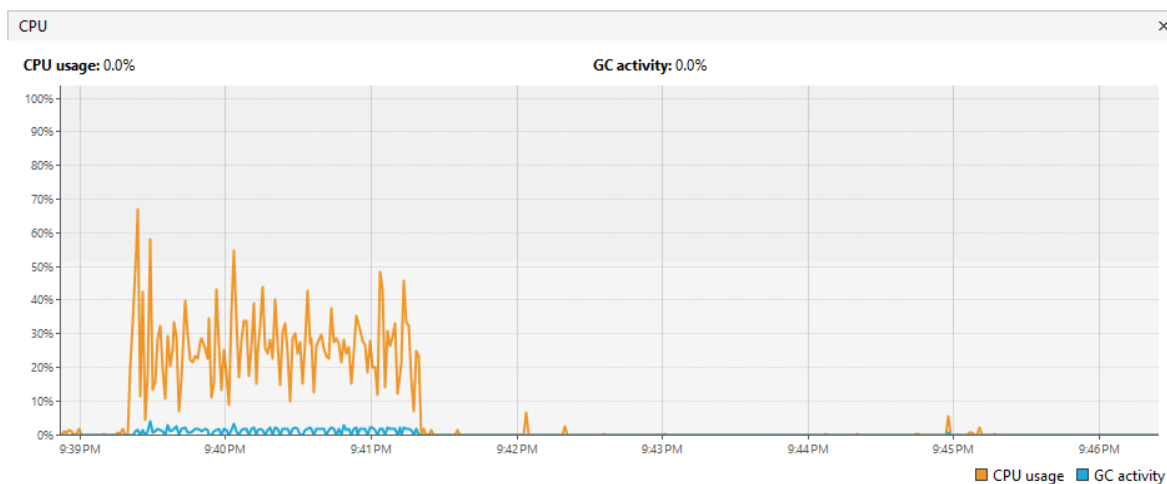 CPU ×
CPU usage: 0.0% GC activity: 0.0%
100%
90%
80%
70%
60%
50%
40%
30%
20%
10%
0%
9:39 PM 9:40 PM 9:41 PM 9:42 PM 9:43 PM 9:44 PM 9:45 PM 9:46 PM
CPU usage GC activity